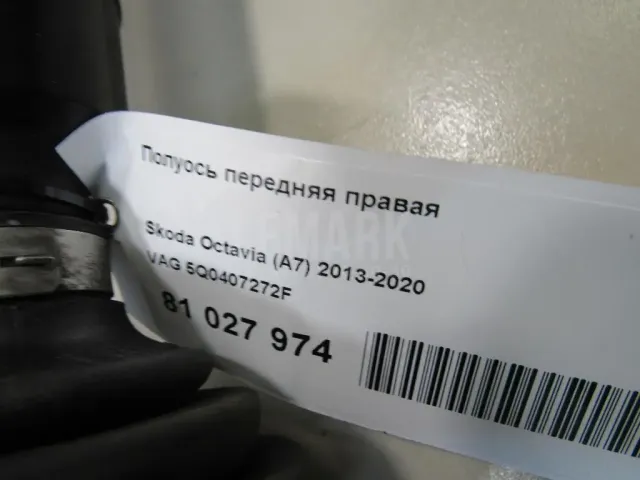 Полуось передняя правая
Skoda Octavia (A7) 2013-2020
VAG 5Q0407272F
81 027 974